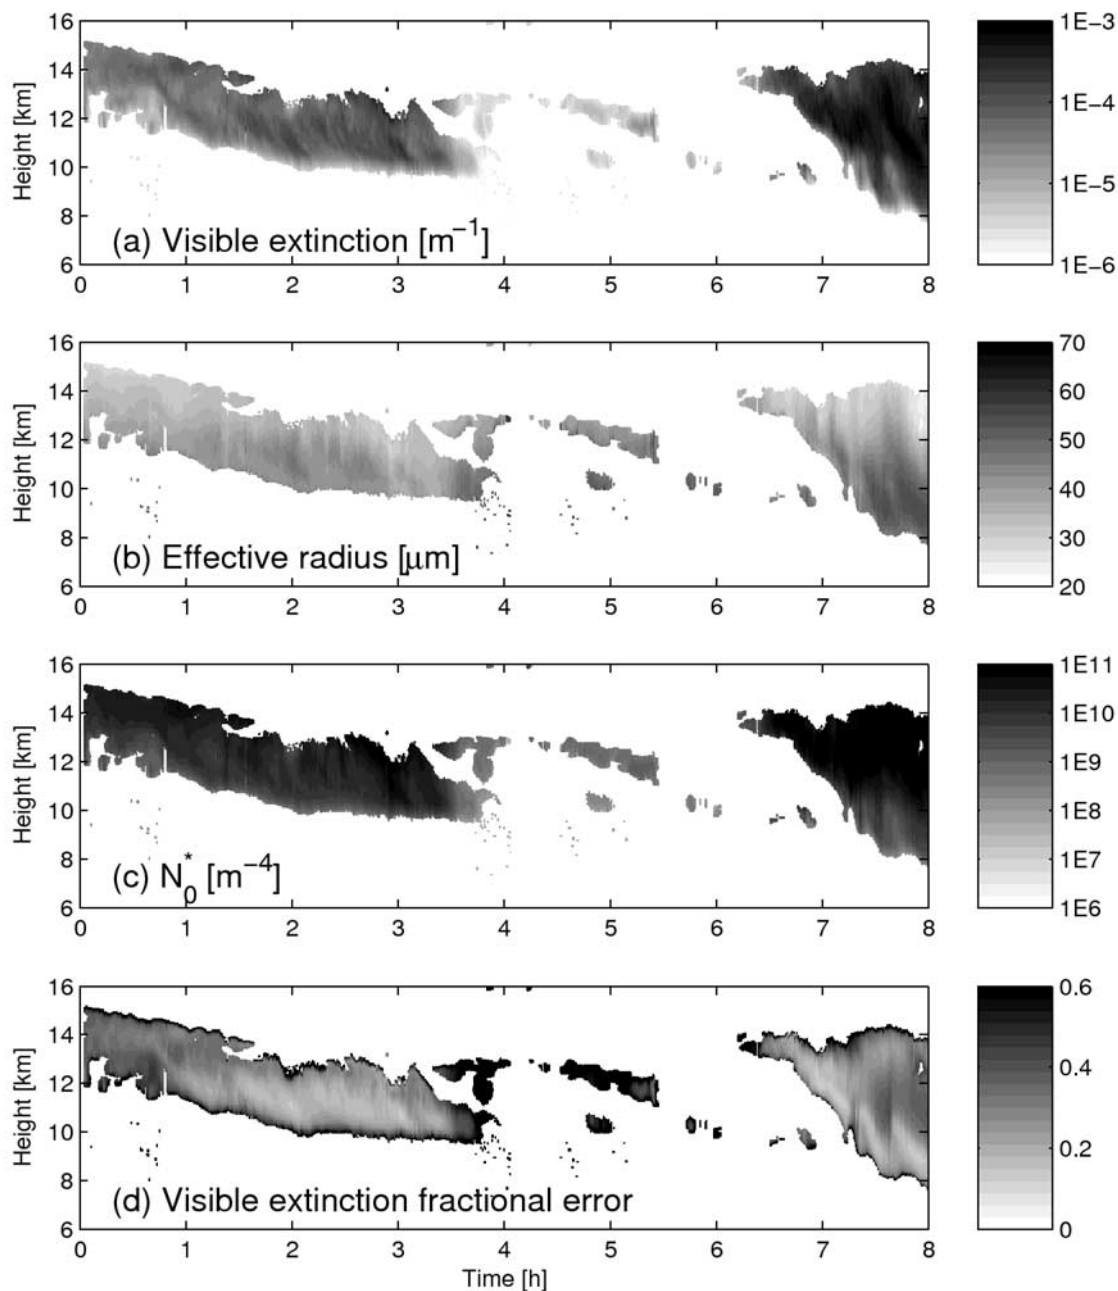 16
14
12
10
8
6
Height [km]
(a) Visible extinction [m−1]
0 1 2 3 4 5 6 7 8
1E−3
1E−4
1E−5
1E−6
16
14
12
10
8
6
Height [km]
(b) Effective radius [μm]
0 1 2 3 4 5 6 7 8
70
60
50
40
30
20
16
14
12
10
8
6
Height [km]
(c) N0* [m−4]
0 1 2 3 4 5 6 7 8
1E11
1E10
1E9
1E8
1E7
1E6
16
14
12
10
8
6
Height [km]
(d) Visible extinction fractional error
0 1 2 3 4 5 6 7 8
Time [h]
0.6
0.4
0.2
0